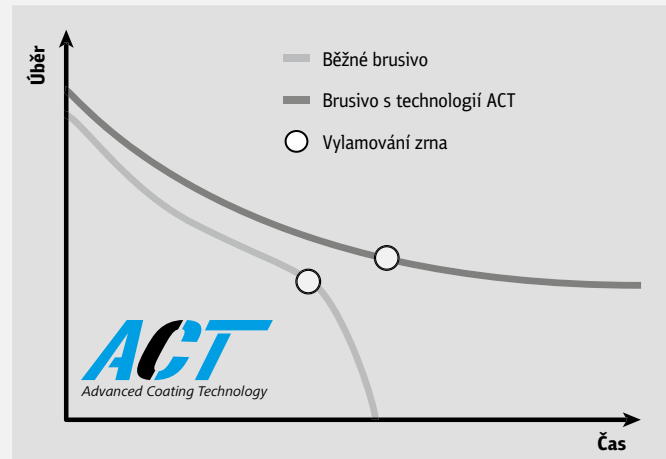 Úběr
Běžné brusivo
Brusivo s technologií ACT
Vylamování zrna
ACT
Advanced Coating Technology
Čas